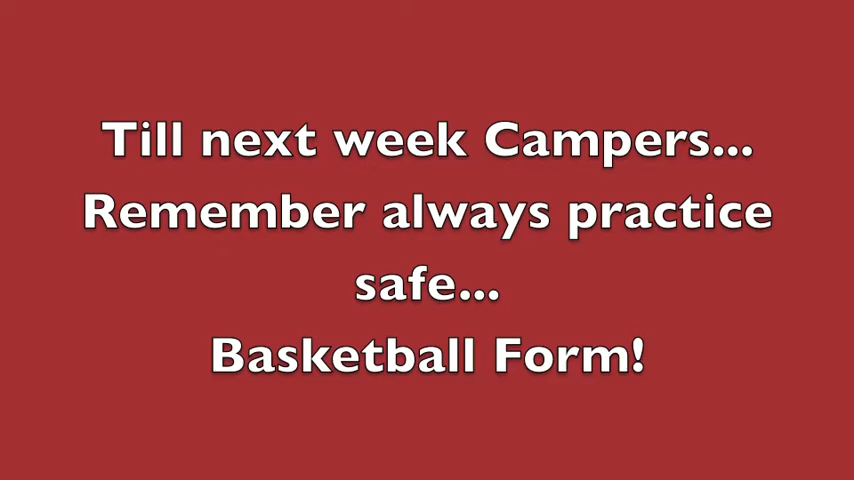 Till next week Campers...
Remember always practice
safe...
Basketball Form!